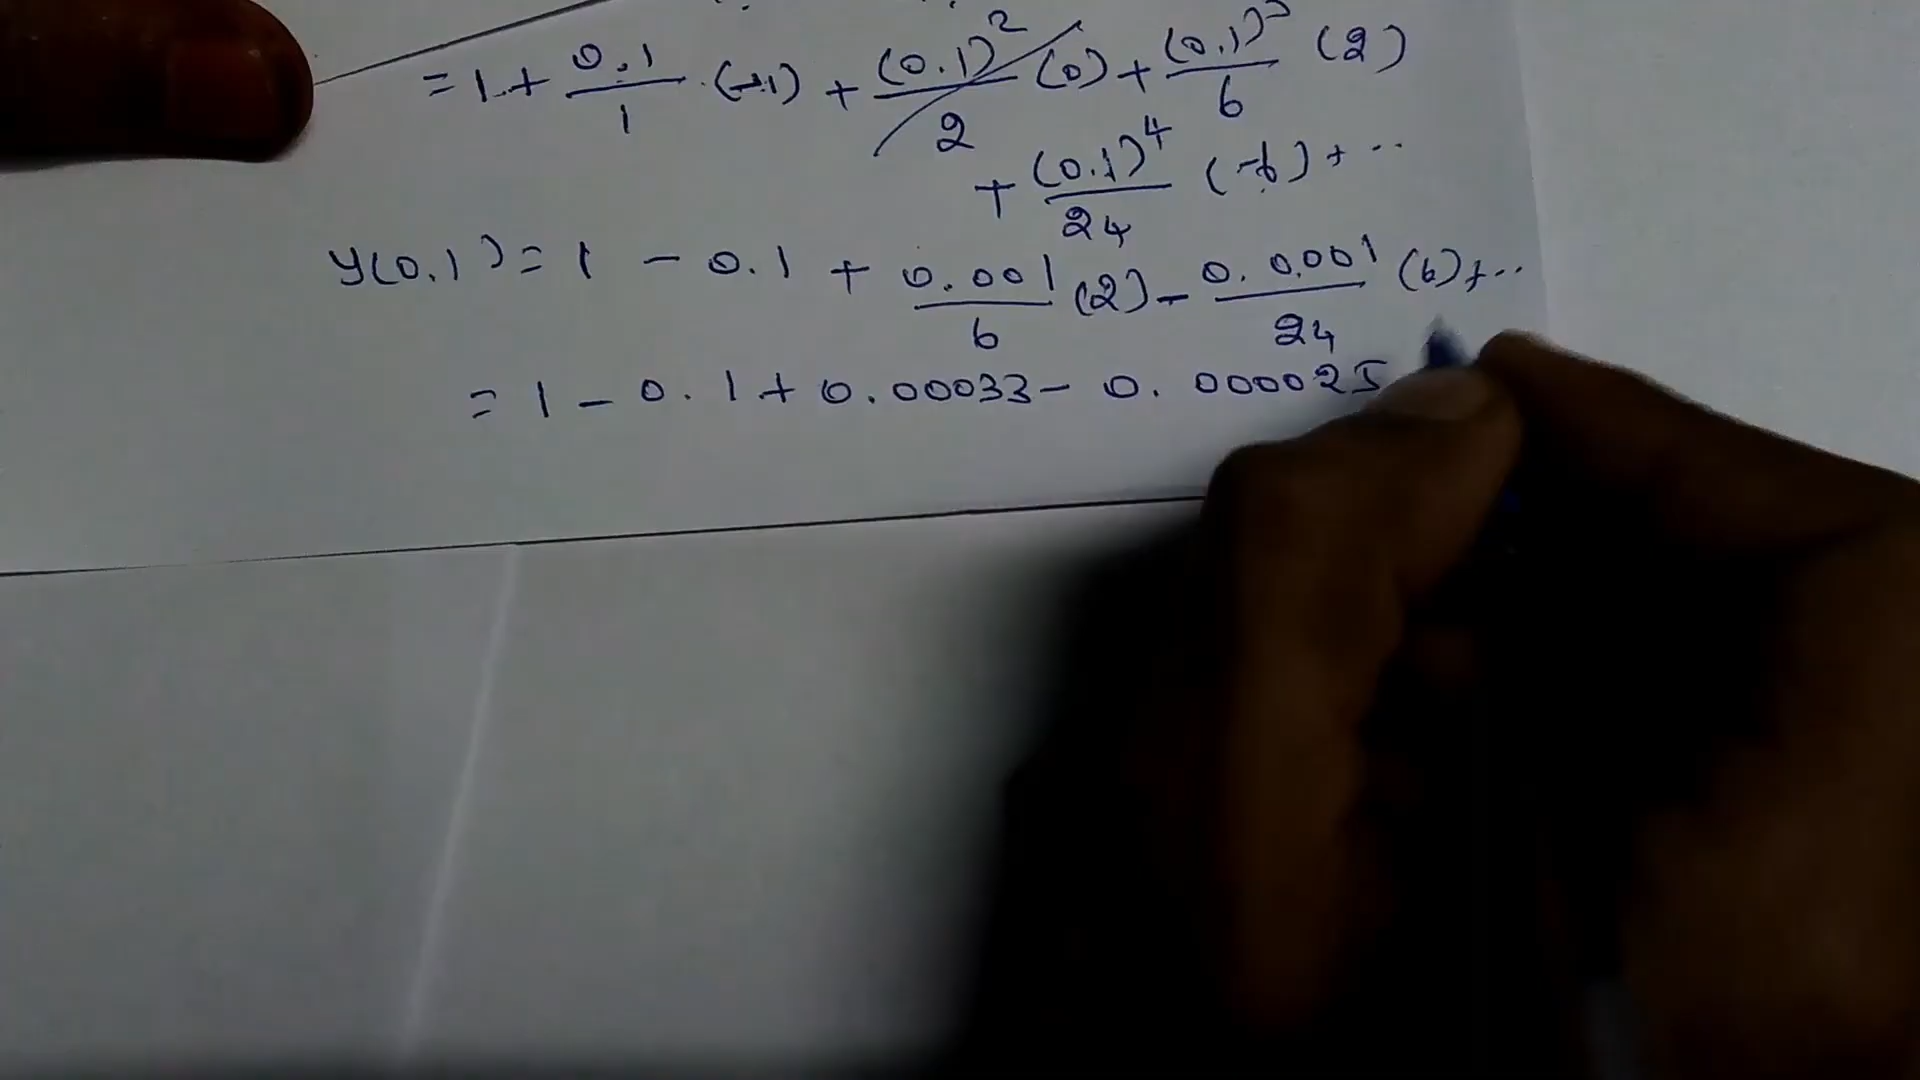 = 1 + 0.1/1 · (-1) + (0.1)²/2 (0) + (0.1)³/6 (2)
+ (0.1)⁴/24 (-6) + ··
y(0.1) = 1 - 0.1 + 0.001/6 (2) - 0.0001/24 (6) + ··
= 1 - 0.1 + 0.00033 - 0.000025